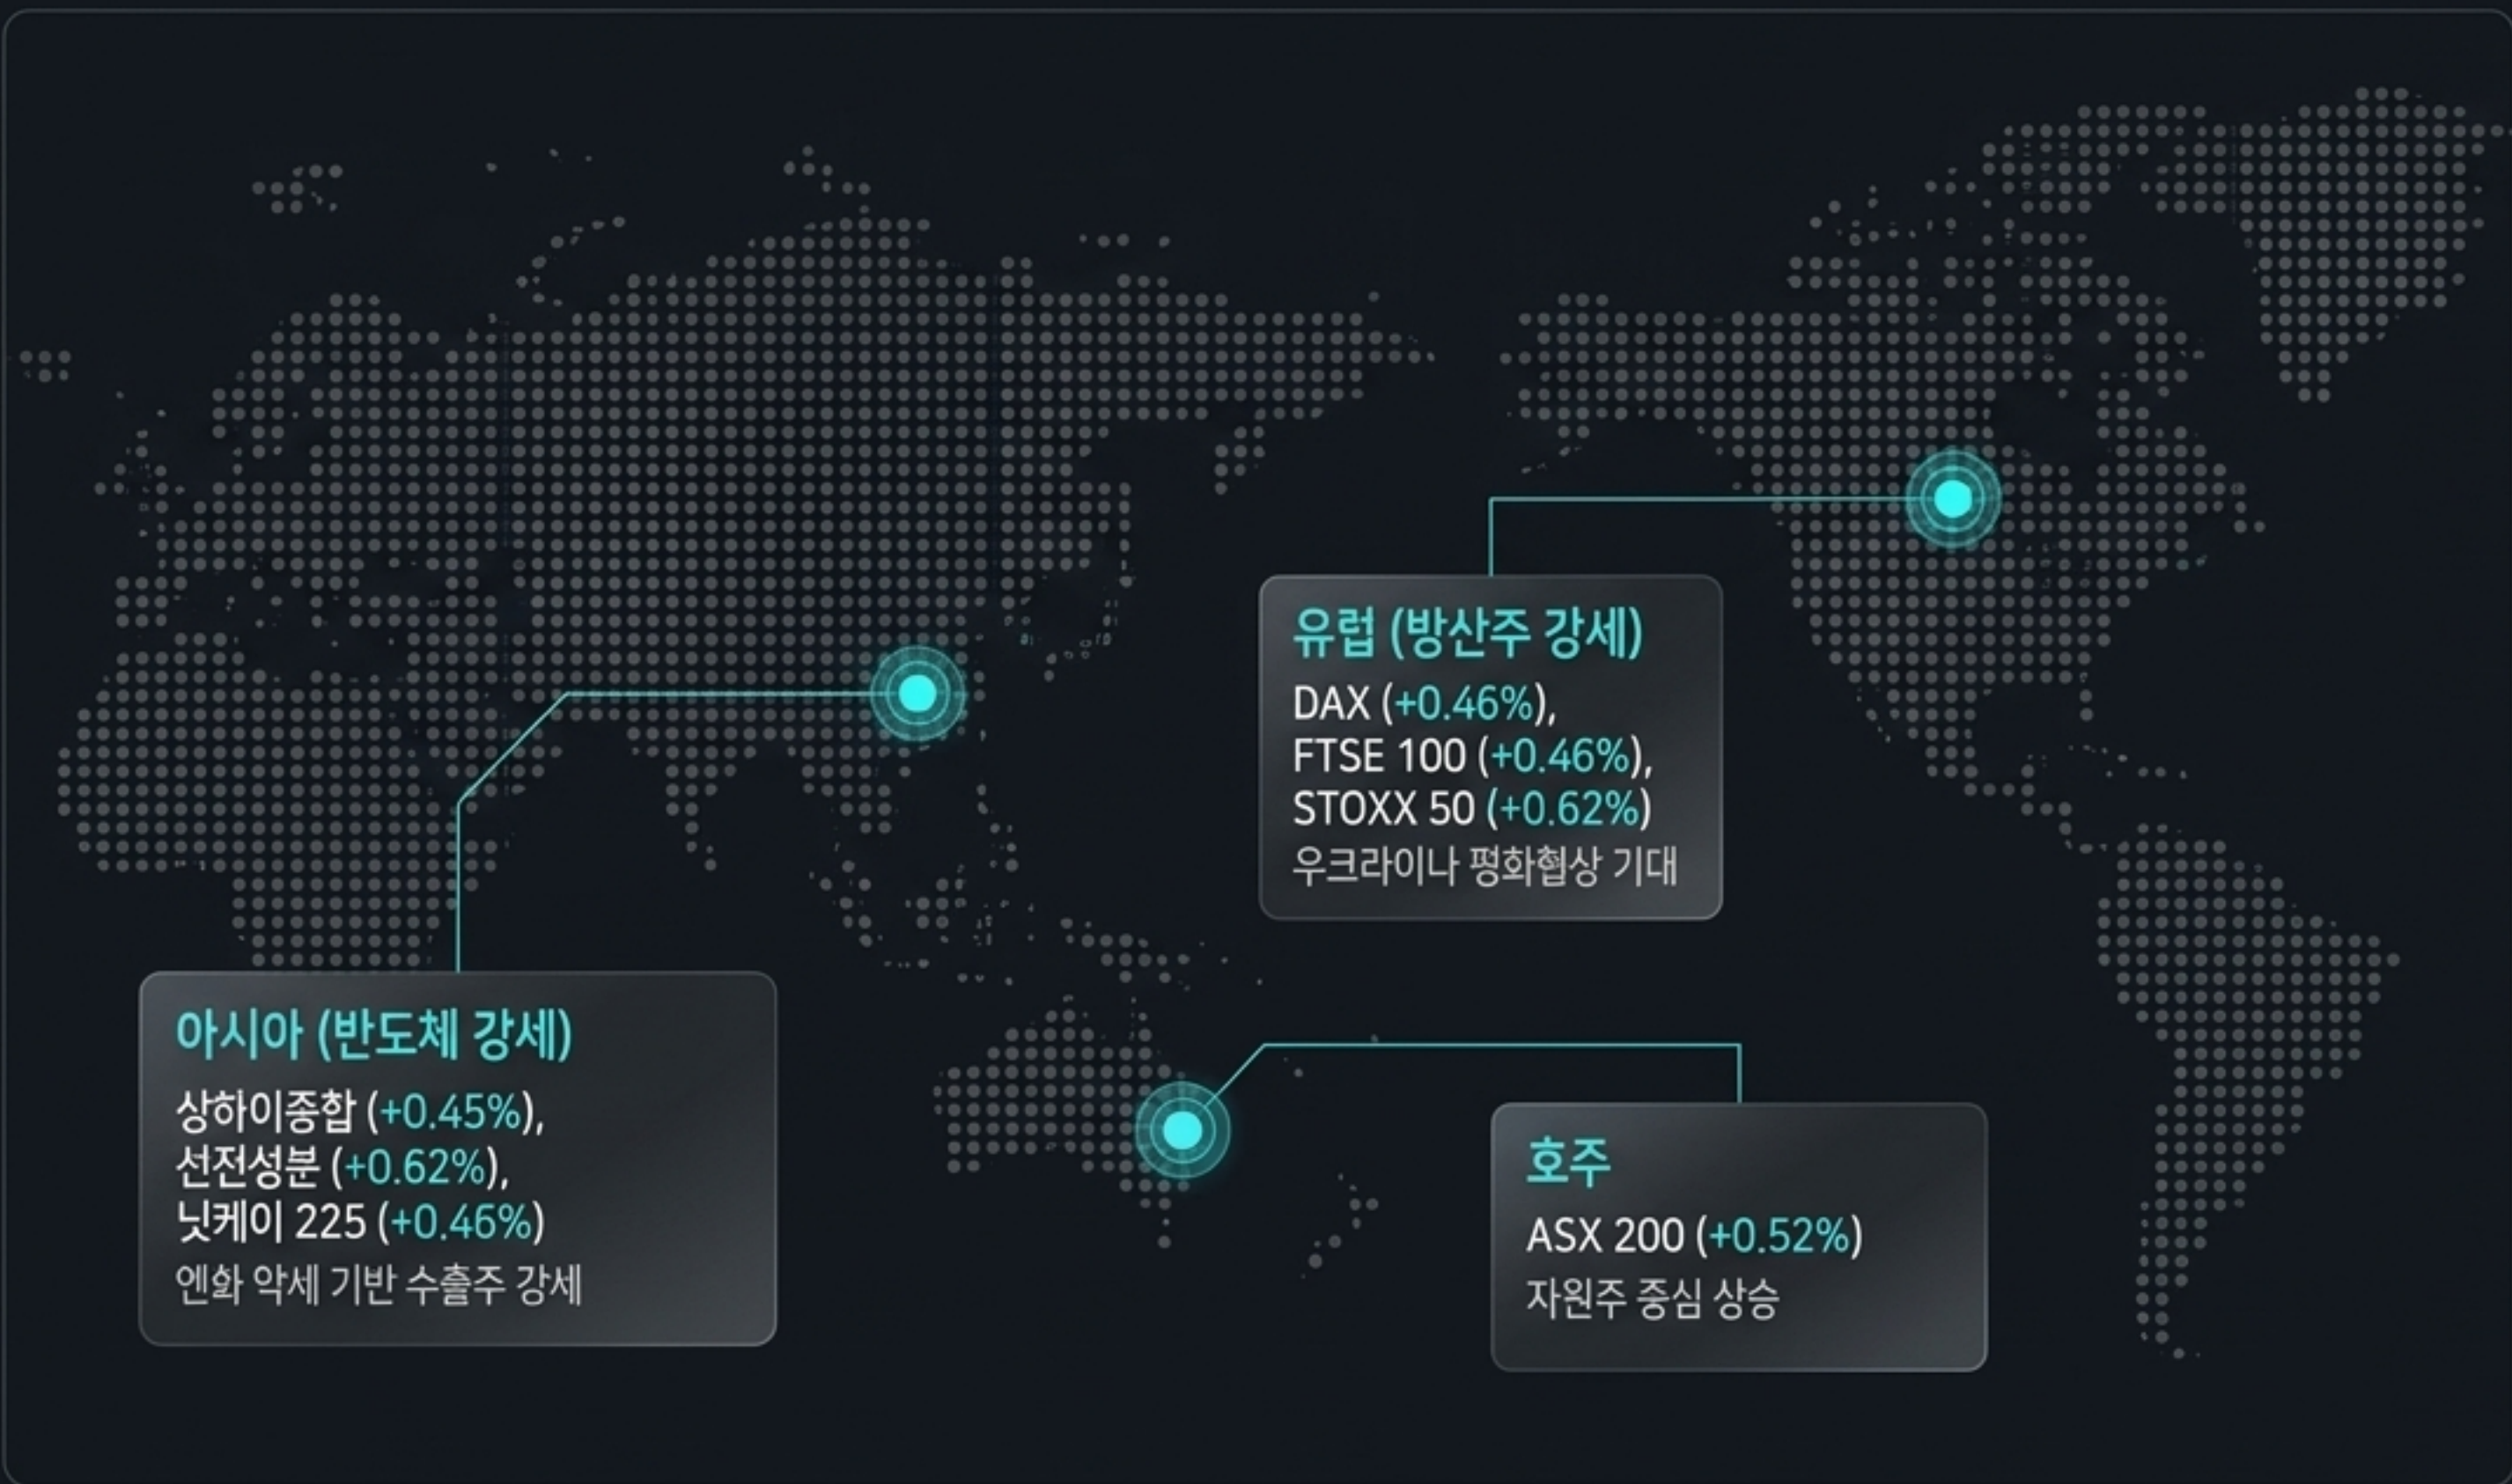 유럽 (방산주 강세)
DAX (+0.46%),
FTSE 100 (+0.46%),
STOXX 50 (+0.62%)
우크라이나 평화협상 기대
아시아 (반도체 강세)
상하이종합 (+0.45%),
선전성분 (+0.62%),
닛케이 225 (+0.46%)
엔화 약세 기반 수출주 강세
호주
ASX 200 (+0.52%)
자원주 중심 상승